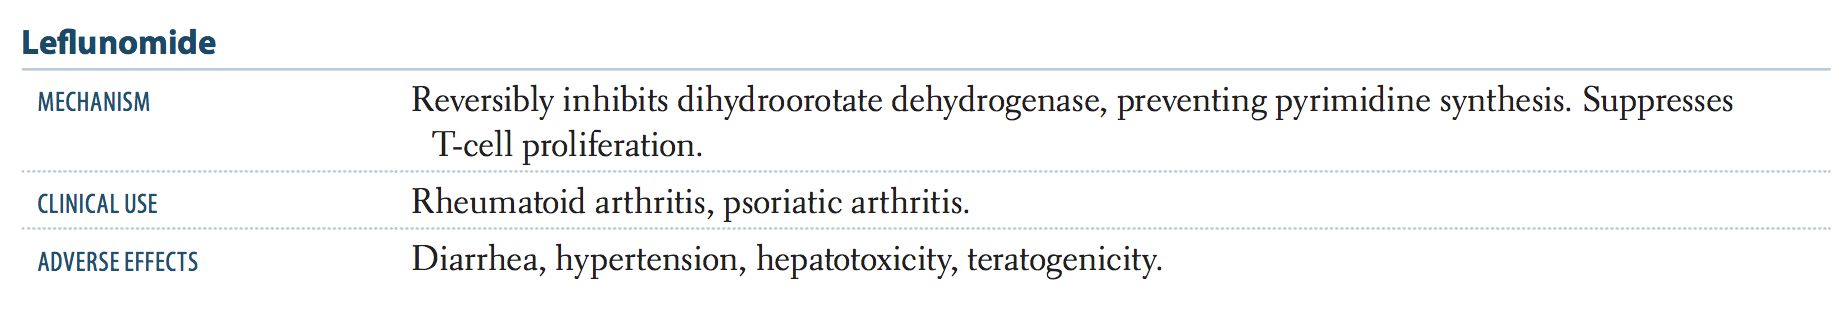 Leflunomide
MECHANISM Reversibly inhibits dihydroorotate dehydrogenase, preventing pyrimidine synthesis. Suppresses
T-cell proliferation.
CLINICAL USE Rheumatoid arthritis, psoriatic arthritis.
ADVERSE EFFECTS Diarrhea, hypertension, hepatotoxicity, teratogenicity.